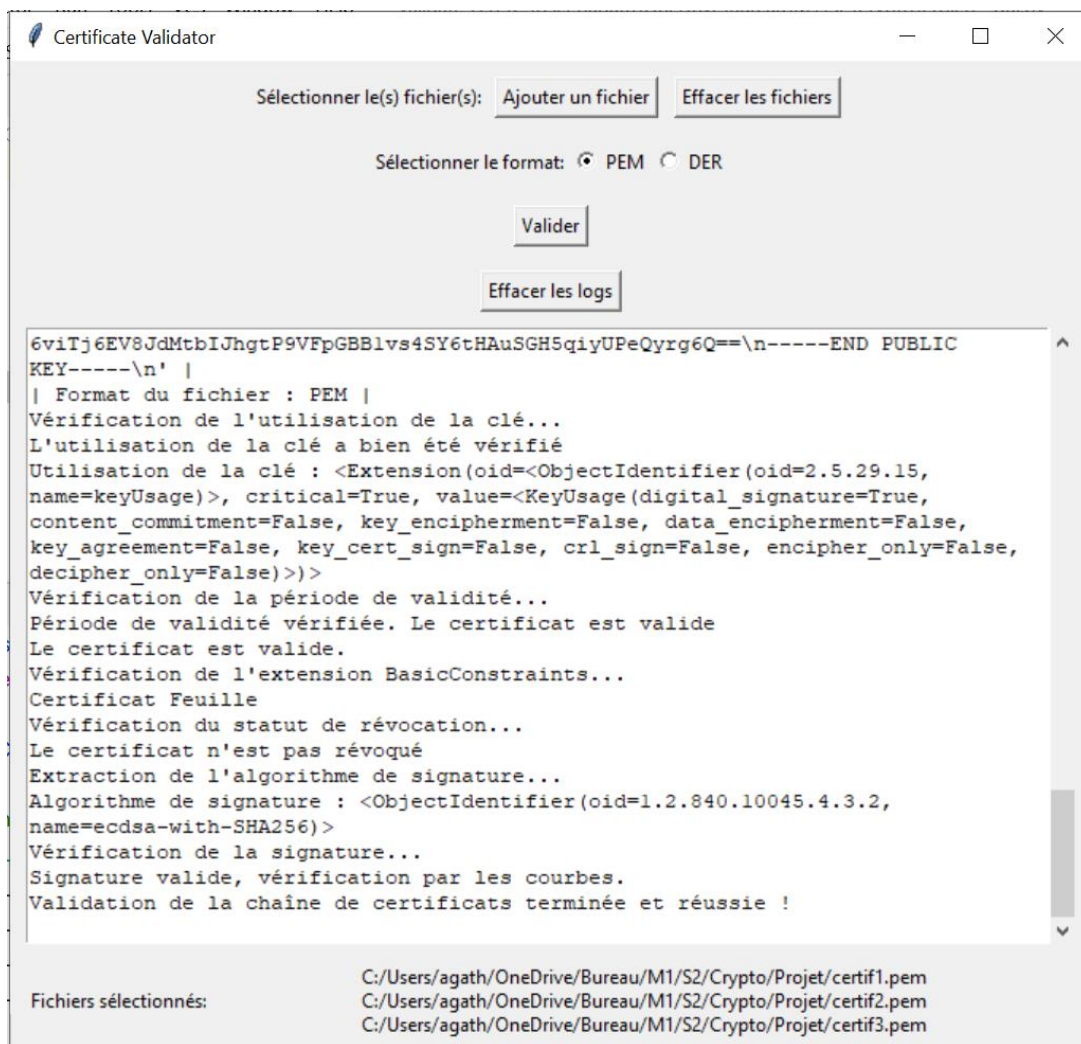 Certificate Validator
Sélectionner le(s) fichier(s): Ajouter un fichier Effacer les fichiers
Sélectionner le format: PEM DER
Valider
Effacer les logs
6viTj6EV8JdMtbIJhgtP9VFpGBBlvs4SY6tHAuSGH5qiyUPeQyrg6Q==\n-----END PUBLIC
KEY-----\n' |
| Format du fichier : PEM |
Vérification de l'utilisation de la clé...
L'utilisation de la clé a bien été vérifié
Utilisation de la clé : <Extension(oid=<ObjectIdentifier(oid=2.5.29.15,
name=keyUsage)>, critical=True, value=<KeyUsage(digital_signature=True,
content_commitment=False, key_encipherment=False, data_encipherment=False,
key_agreement=False, key_cert_sign=False, crl_sign=False, encipher_only=False,
decipher_only=False)>)>
Vérification de la période de validité...
Période de validité vérifiée. Le certificat est valide
Le certificat est valide.
Vérification de l'extension BasicConstraints...
Certificat Feuille
Vérification du statut de révocation...
Le certificat n'est pas révoqué
Extraction de l'algorithme de signature...
Algorithme de signature : <ObjectIdentifier(oid=1.2.840.10045.4.3.2,
name=ecdsa-with-SHA256)>
Vérification de la signature...
Signature valide, vérification par les courbes.
Validation de la chaîne de certificats terminée et réussie !
C:/Users/agath/OneDrive/Bureau/M1/S2/Crypto/Projet/certif1.pem
Fichiers sélectionnés: C:/Users/agath/OneDrive/Bureau/M1/S2/Crypto/Projet/certif2.pem
C:/Users/agath/OneDrive/Bureau/M1/S2/Crypto/Projet/certif3.pem